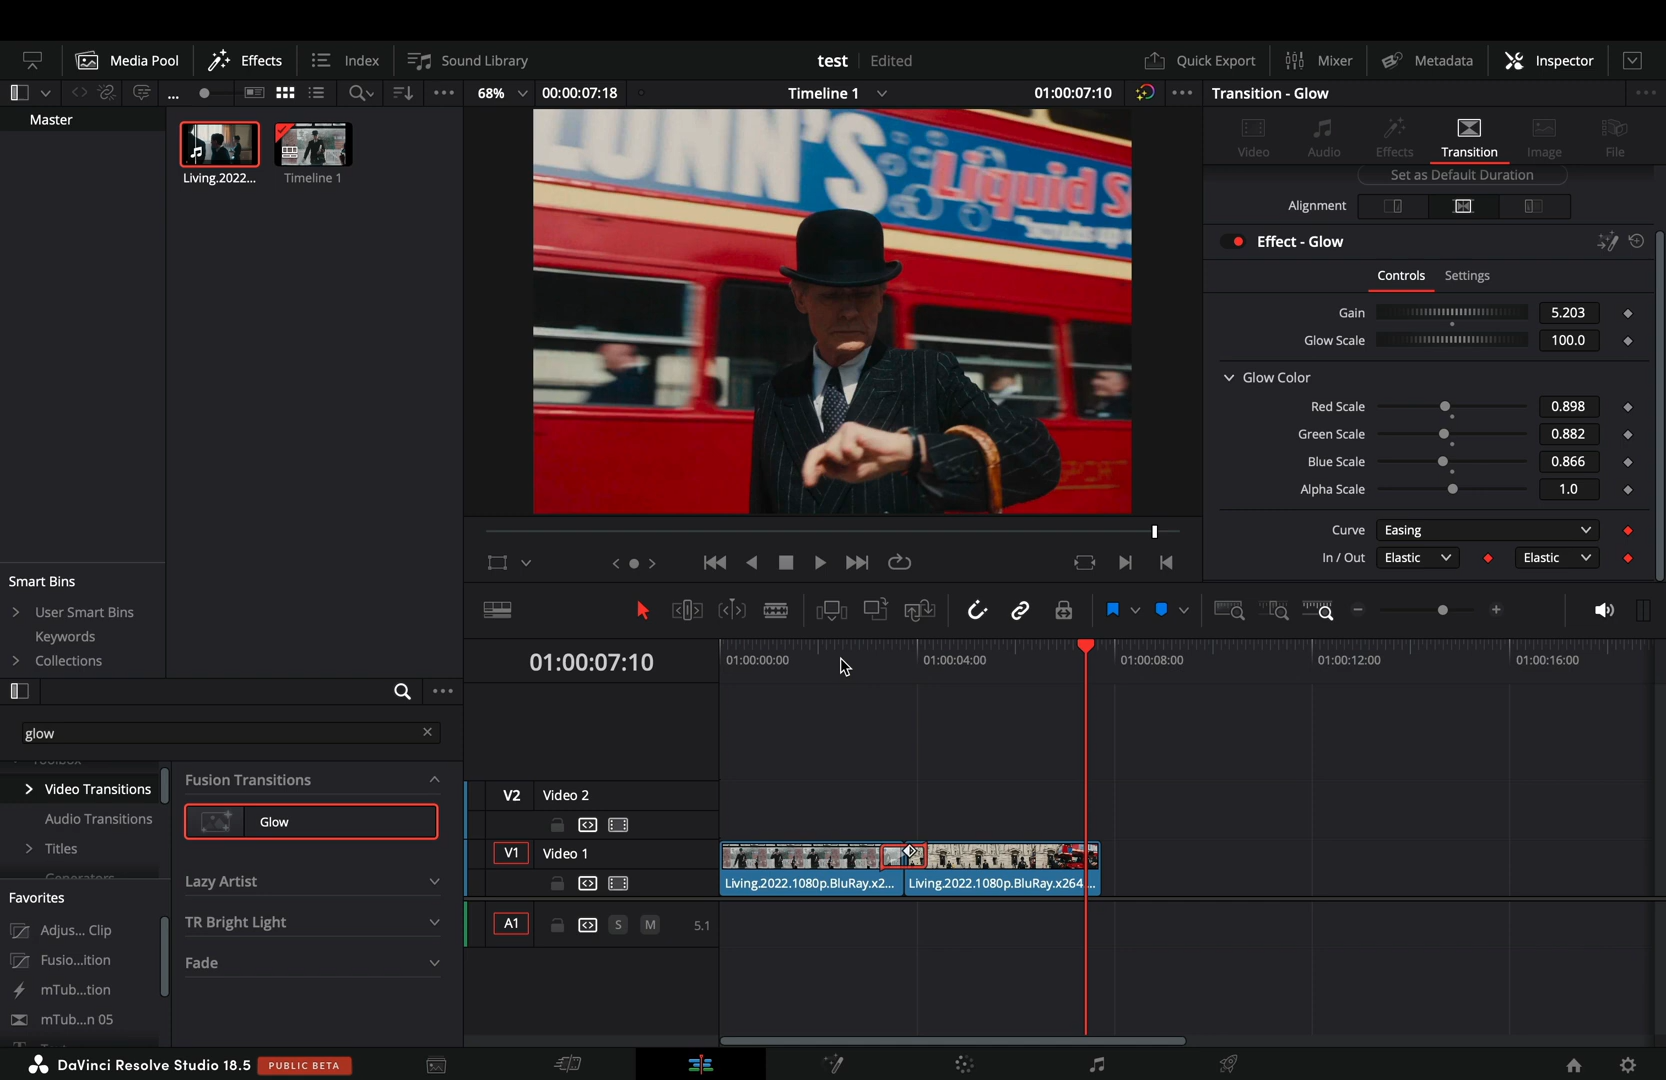 Media Pool
Effects
Index
Sound Library
test
Edited
Quick Export
Mixer
Metadata
Inspector
...
68%
00:00:07:18
Timeline 1
01:00:07:10
Transition - Glow
Master
Living.2022...
Timeline 1
Liquid S
Video
Audio
Effects
Transition
Image
File
Set as Default Duration
Alignment
Effect - Glow
Controls
Settings
Gain
5.203
Glow Scale
100.0
Glow Color
Red Scale
0.898
Green Scale
0.882
Blue Scale
0.866
Alpha Scale
1.0
Curve
Easing
In / Out
Elastic
Elastic
Smart Bins
User Smart Bins
Keywords
Collections
01:00:07:10
01:00:00:00
01:00:04:00
01:00:08:00
01:00:12:00
01:00:16:00
glow
Toolbox
Video Transitions
Audio Transitions
Titles
Generators
Fusion Transitions
Glow
Lazy Artist
TR Bright Light
Fade
Favorites
Adjus... Clip
Fusio...ition
mTub...tion
mTub...n 05
V2
Video 2
V1
Video 1
Living.2022.1080p.BluRay.x2...
Living.2022.1080p.BluRay.x264...
A1
S
M
5.1
DaVinci Resolve Studio 18.5
PUBLIC BETA